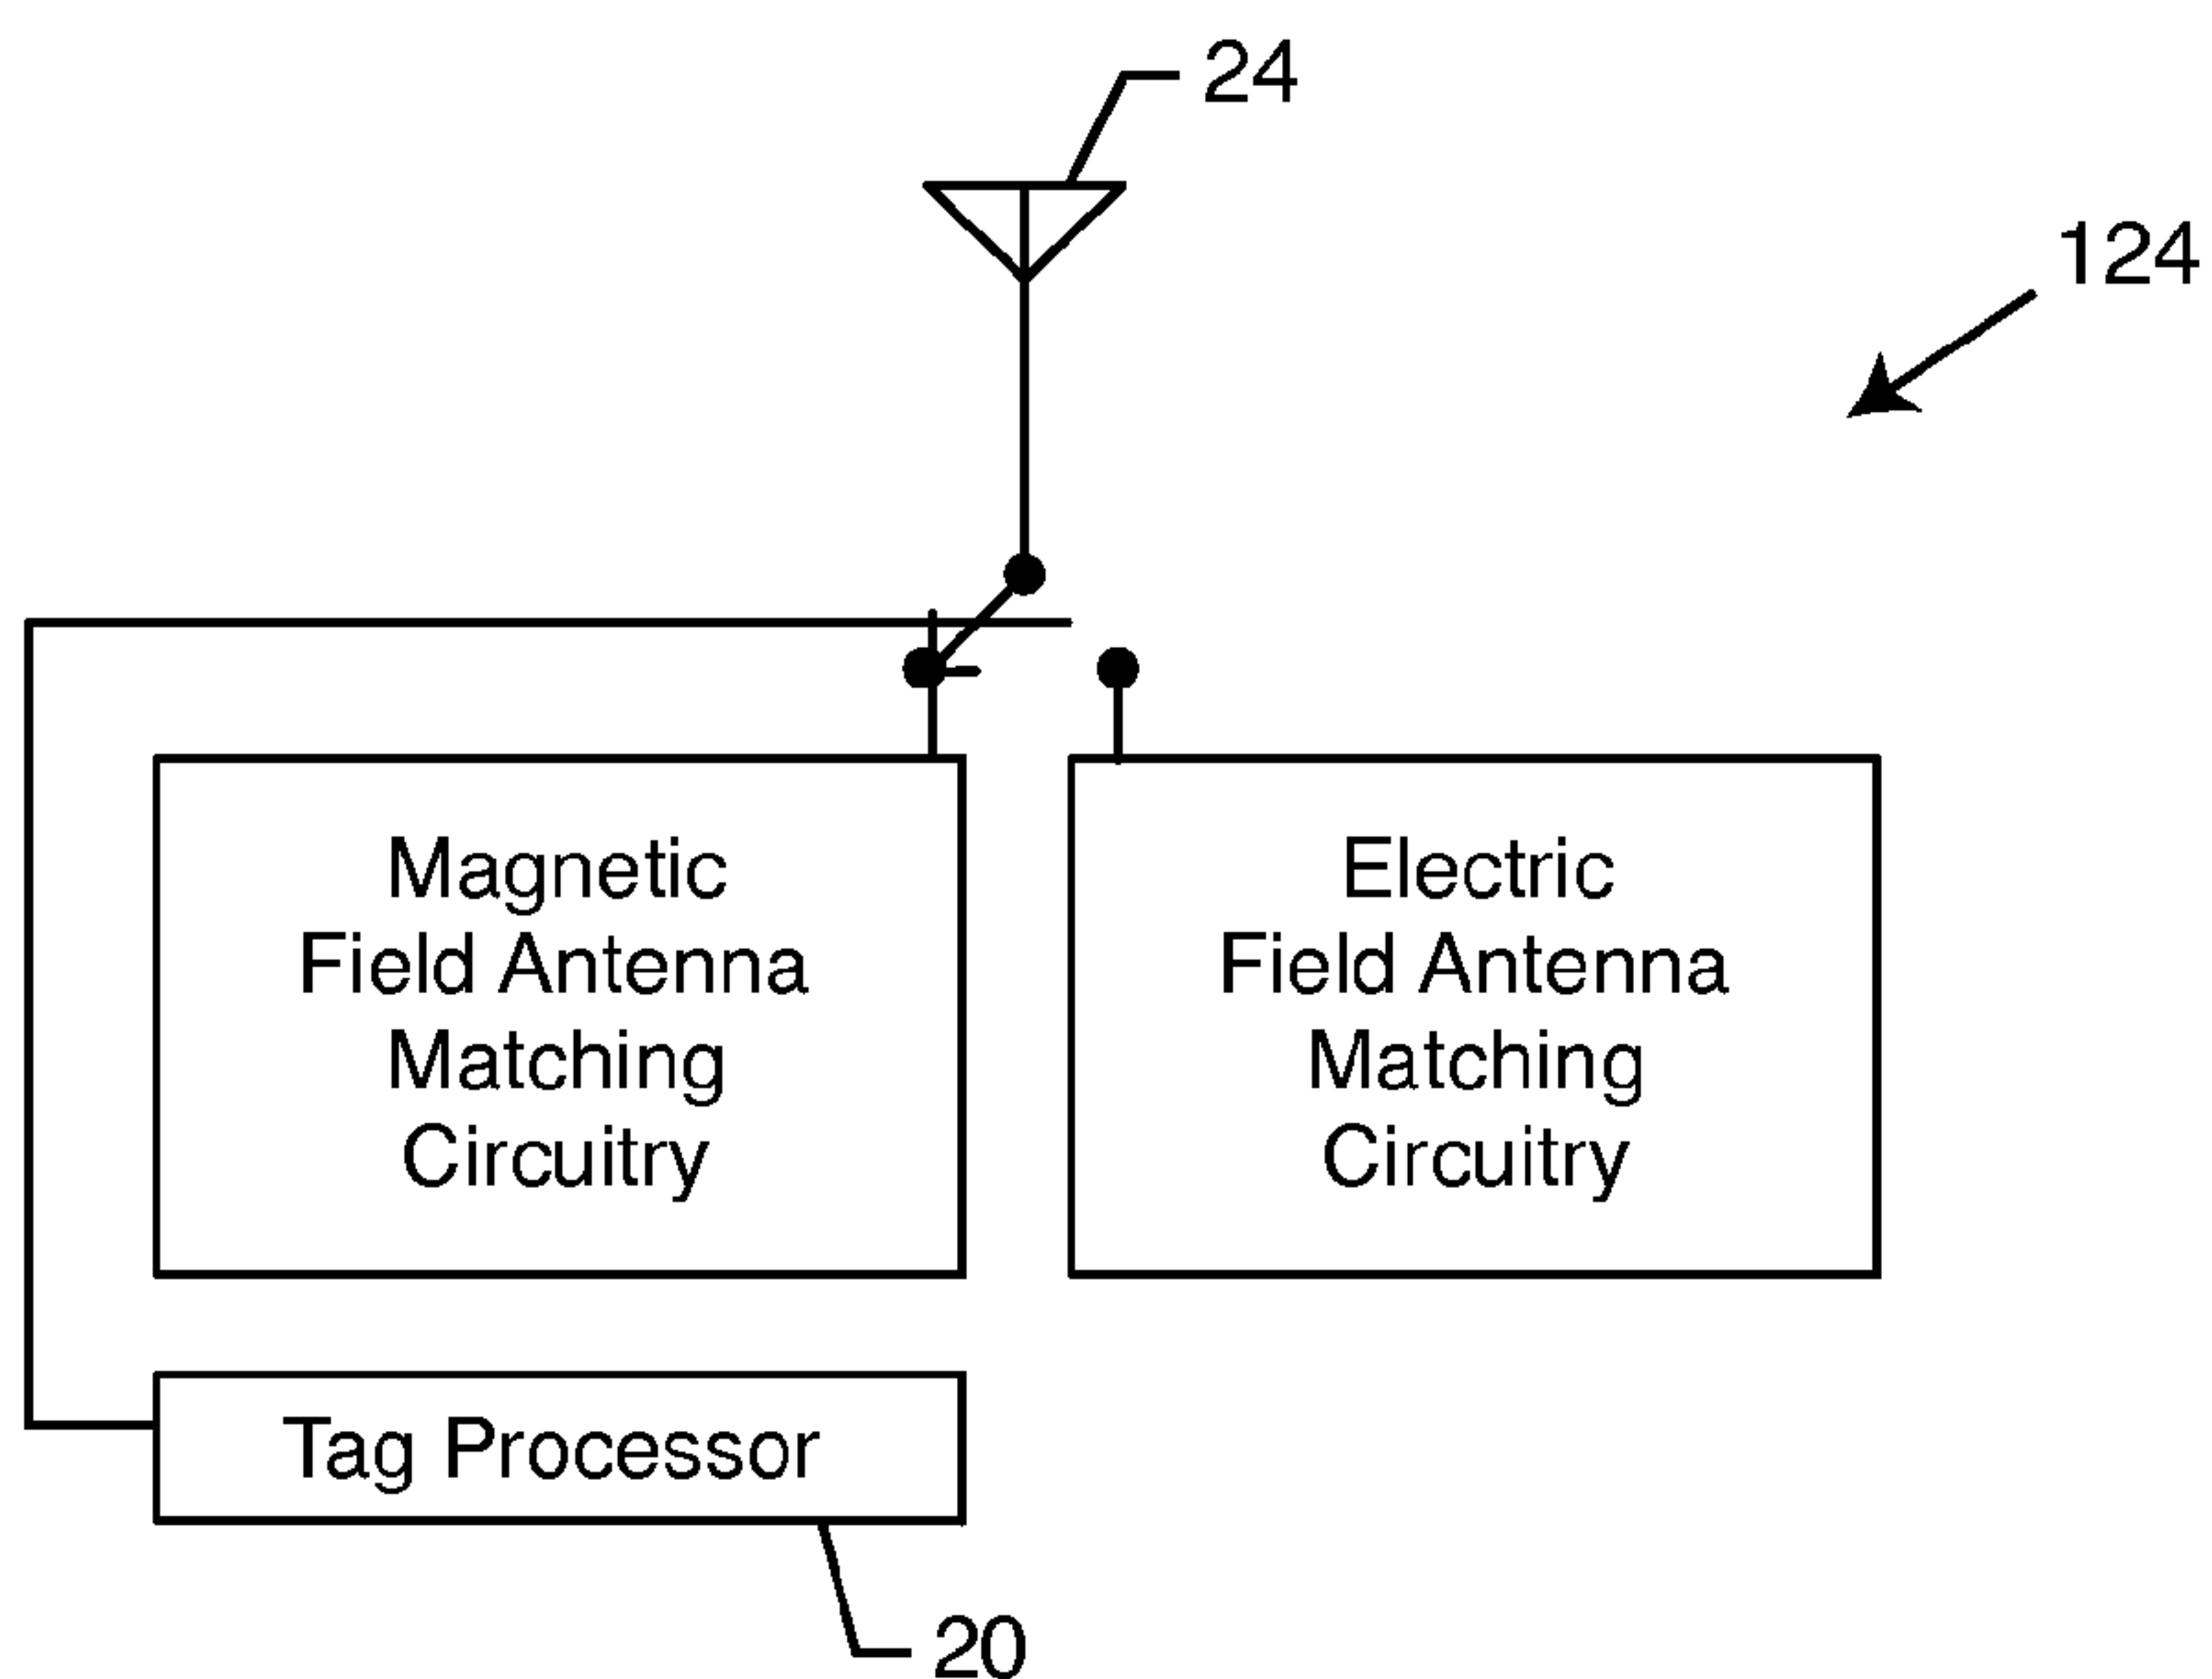 24
124
Magnetic
Field Antenna
Matching
Circuitry
Electric
Field Antenna
Matching
Circuitry
Tag Processor
20